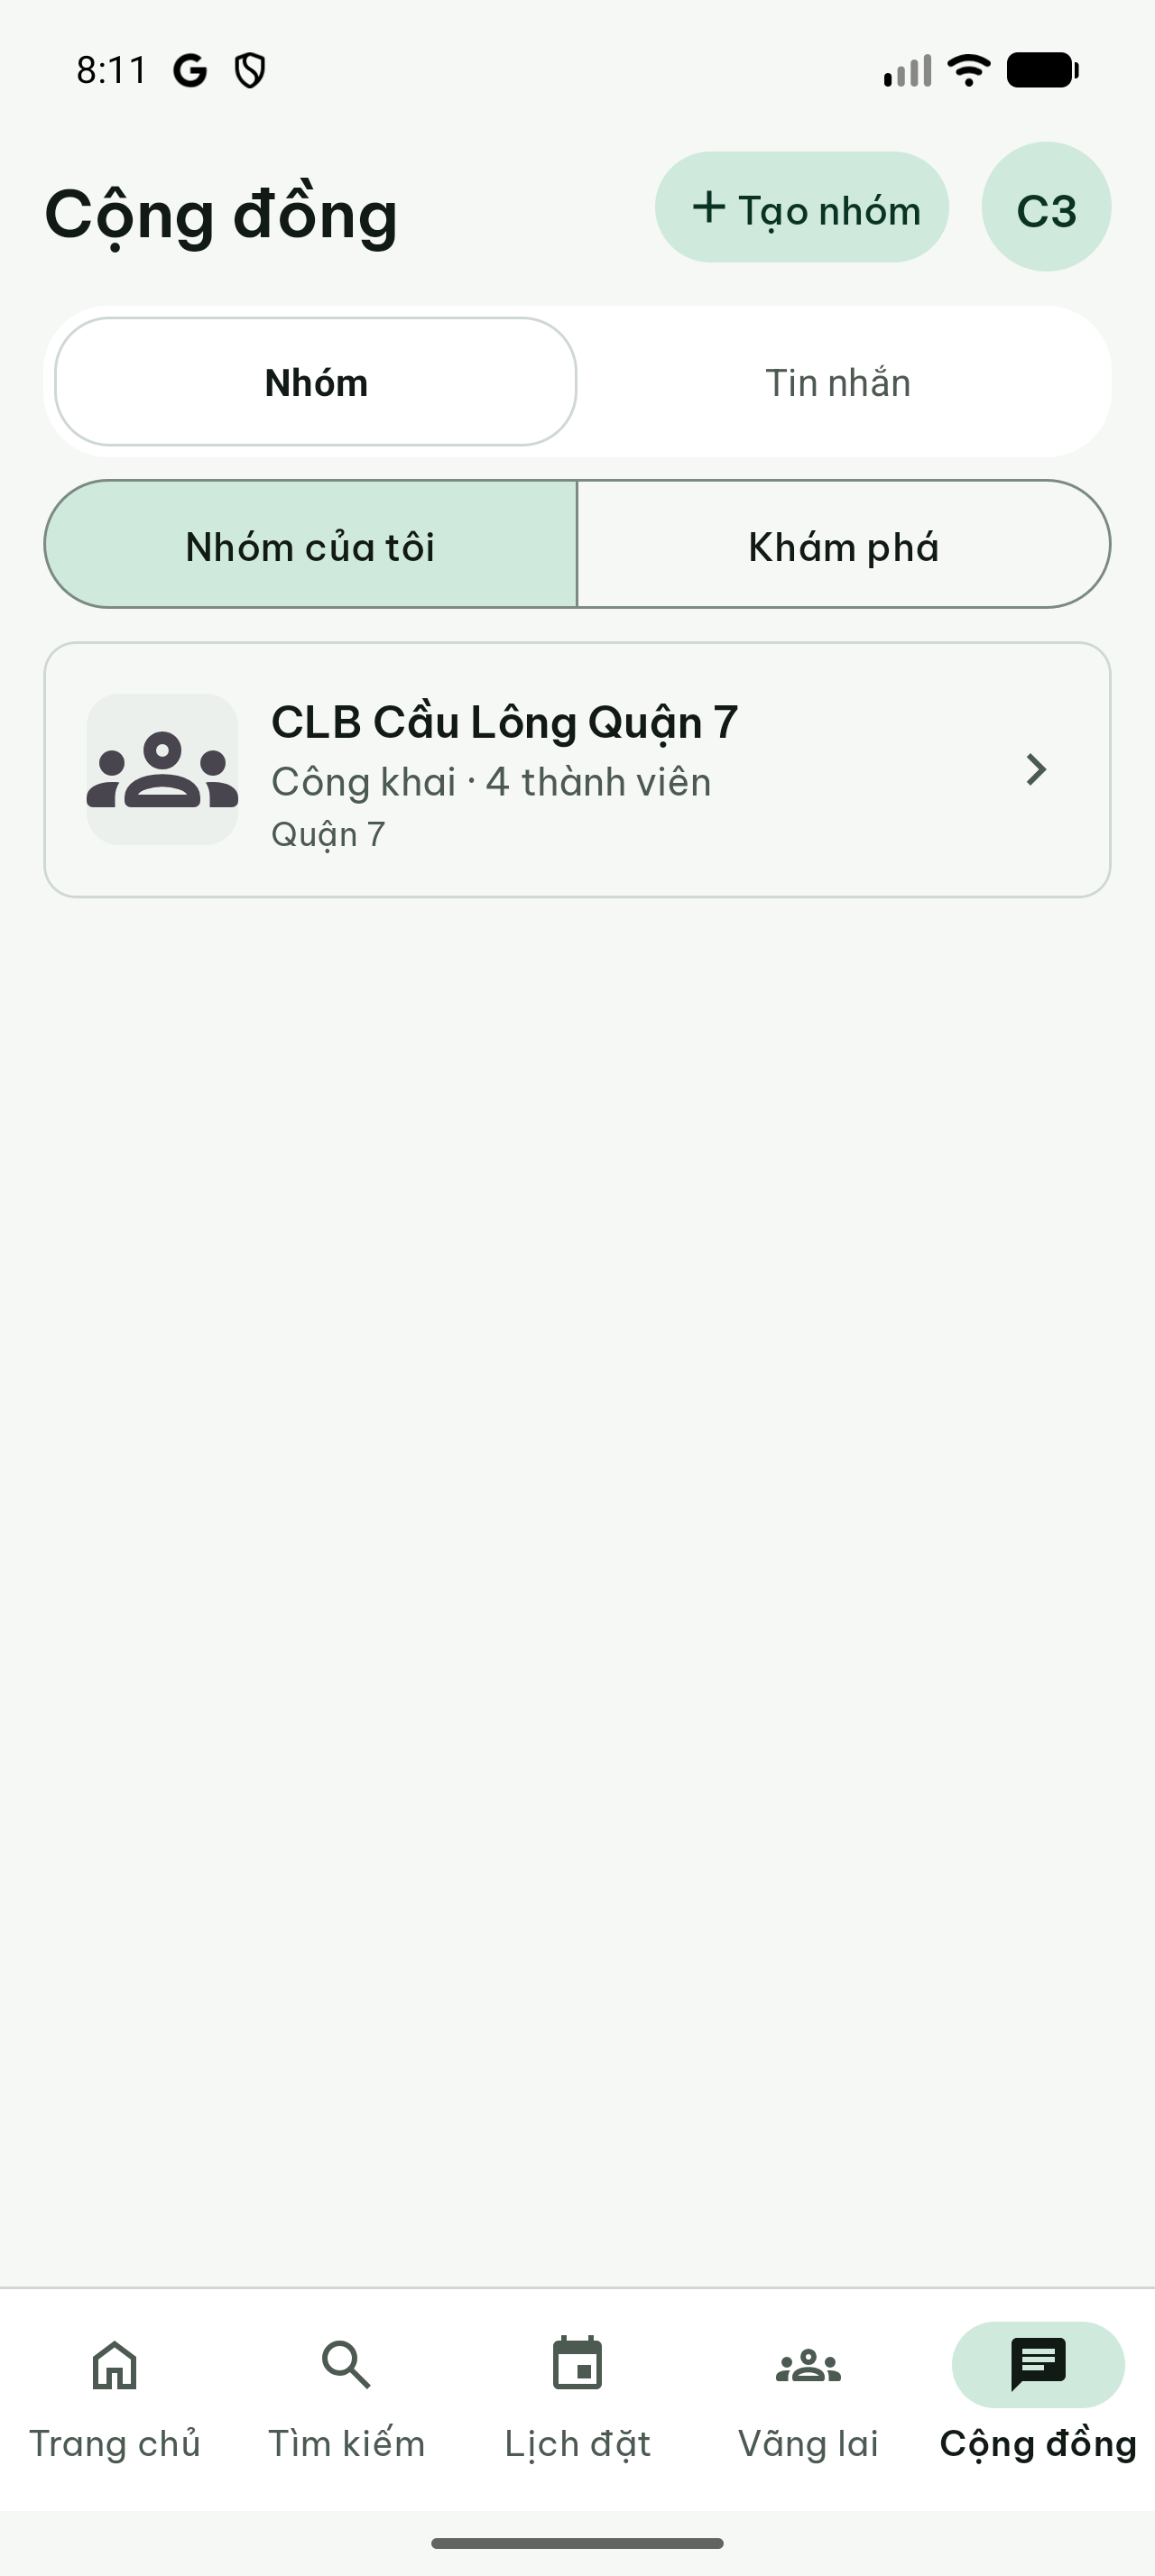 8:11
Cộng đồng
+ Tạo nhóm
C3
Nhóm
Tin nhắn
Nhóm của tôi
Khám phá
CLB Cầu Lông Quận 7
Công khai · 4 thành viên
Quận 7
Trang chủ
Tìm kiếm
Lịch đặt
Vãng lai
Cộng đồng